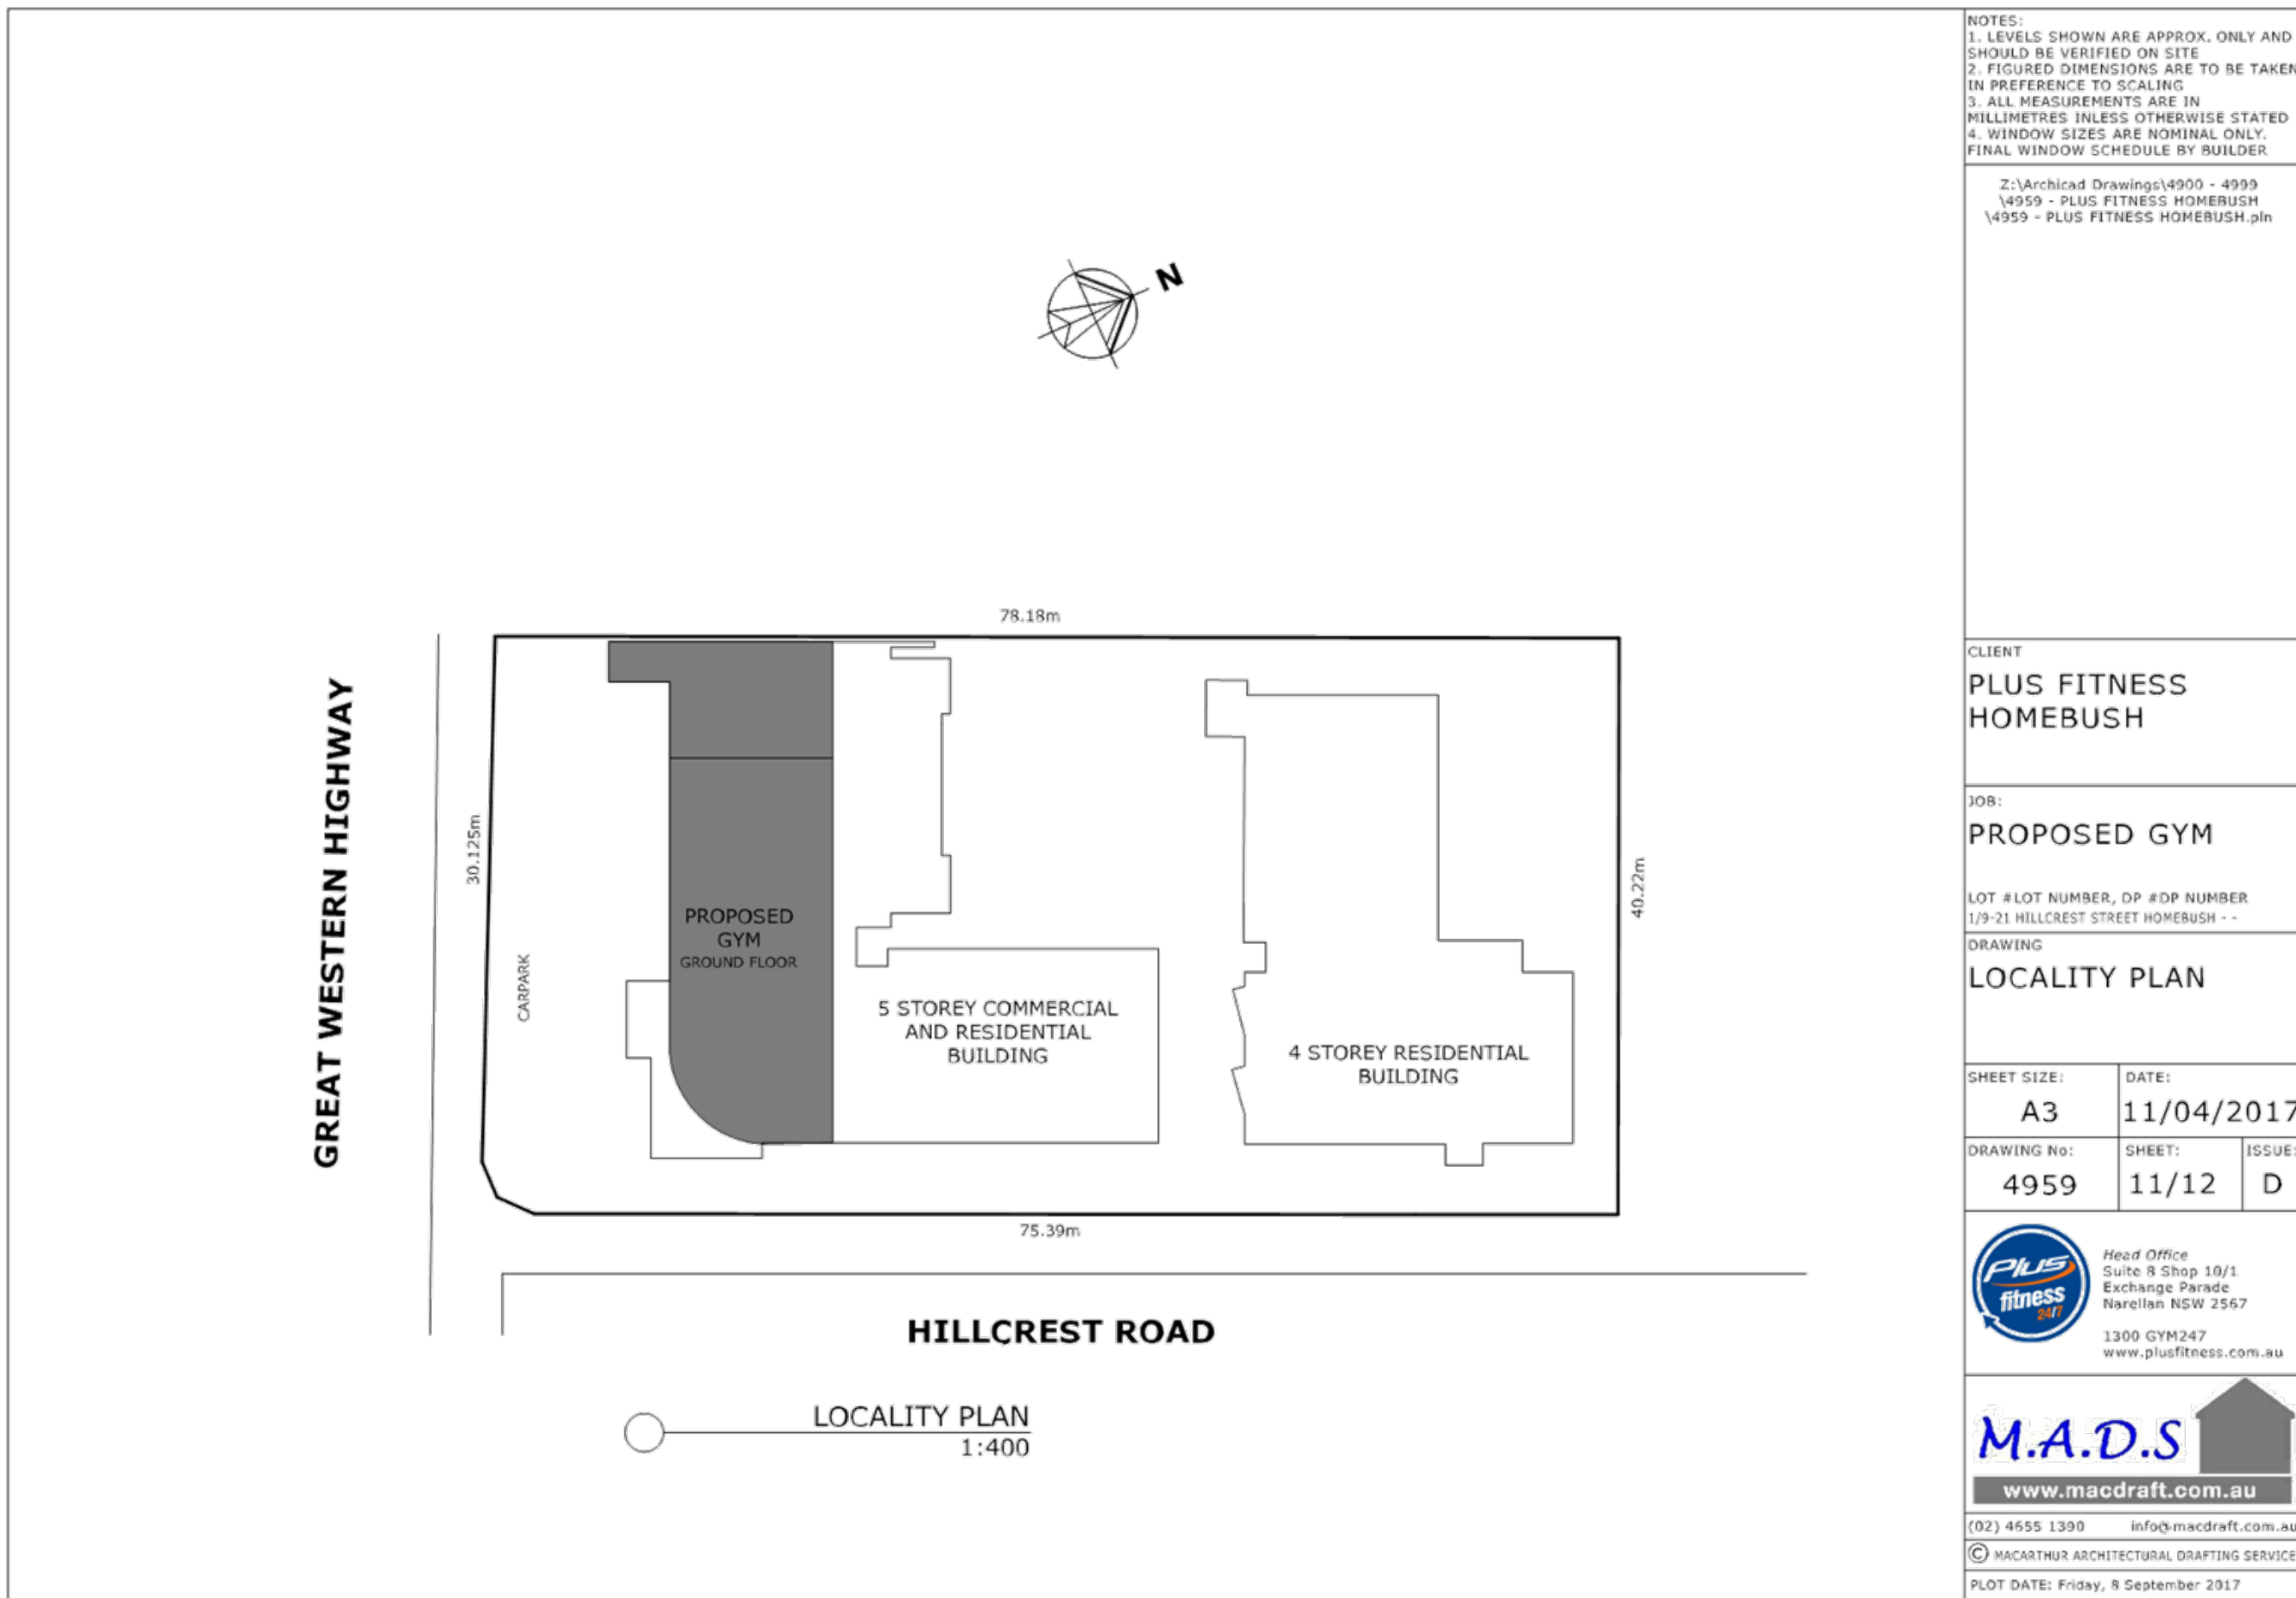 NOTES:
1. LEVELS SHOWN ARE APPROX. ONLY AND
SHOULD BE VERIFIED ON SITE
2. FIGURED DIMENSIONS ARE TO BE TAKEN
IN PREFERENCE TO SCALING
3. ALL MEASUREMENTS ARE IN
MILLIMETRES INLESS OTHERWISE STATED
4. WINDOW SIZES ARE NOMINAL ONLY.
FINAL WINDOW SCHEDULE BY BUILDER
Z:\Archicad Drawings\4900 - 4999
\4959 - PLUS FITNESS HOMEBUSH
\4959 - PLUS FITNESS HOMEBUSH.pln
N
78.18m
GREAT WESTERN HIGHWAY
30.125m
CARPARK
PROPOSED
GYM
GROUND FLOOR
5 STOREY COMMERCIAL
AND RESIDENTIAL
BUILDING
4 STOREY RESIDENTIAL
BUILDING
40.22m
75.39m
HILLCREST ROAD
LOCALITY PLAN
1:400
CLIENT
PLUS FITNESS
HOMEBUSH
JOB:
PROPOSED GYM
LOT #LOT NUMBER, DP #DP NUMBER
1/9-21 HILLCREST STREET HOMEBUSH - -
DRAWING
LOCALITY PLAN
SHEET SIZE:
A3
DATE:
11/04/2017
DRAWING No:
4959
SHEET:
11/12
ISSUE:
D
Plus
fitness
24/7
Head Office
Suite 8 Shop 10/1
Exchange Parade
Narellan NSW 2567
1300 GYM247
www.plusfitness.com.au
M.A.D.S
www.macdraft.com.au
(02) 4655 1390 info@macdraft.com.au
© MACARTHUR ARCHITECTURAL DRAFTING SERVICE
PLOT DATE: Friday, 8 September 2017